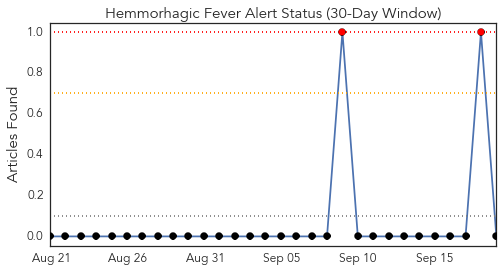 Hemmorhagic Fever Alert Status (30-Day Window)
Articles Found
1.0
0.8
0.6
0.4
0.2
0.0
Aug 21 Aug 26 Aug 31 Sep 05 Sep 10 Sep 15